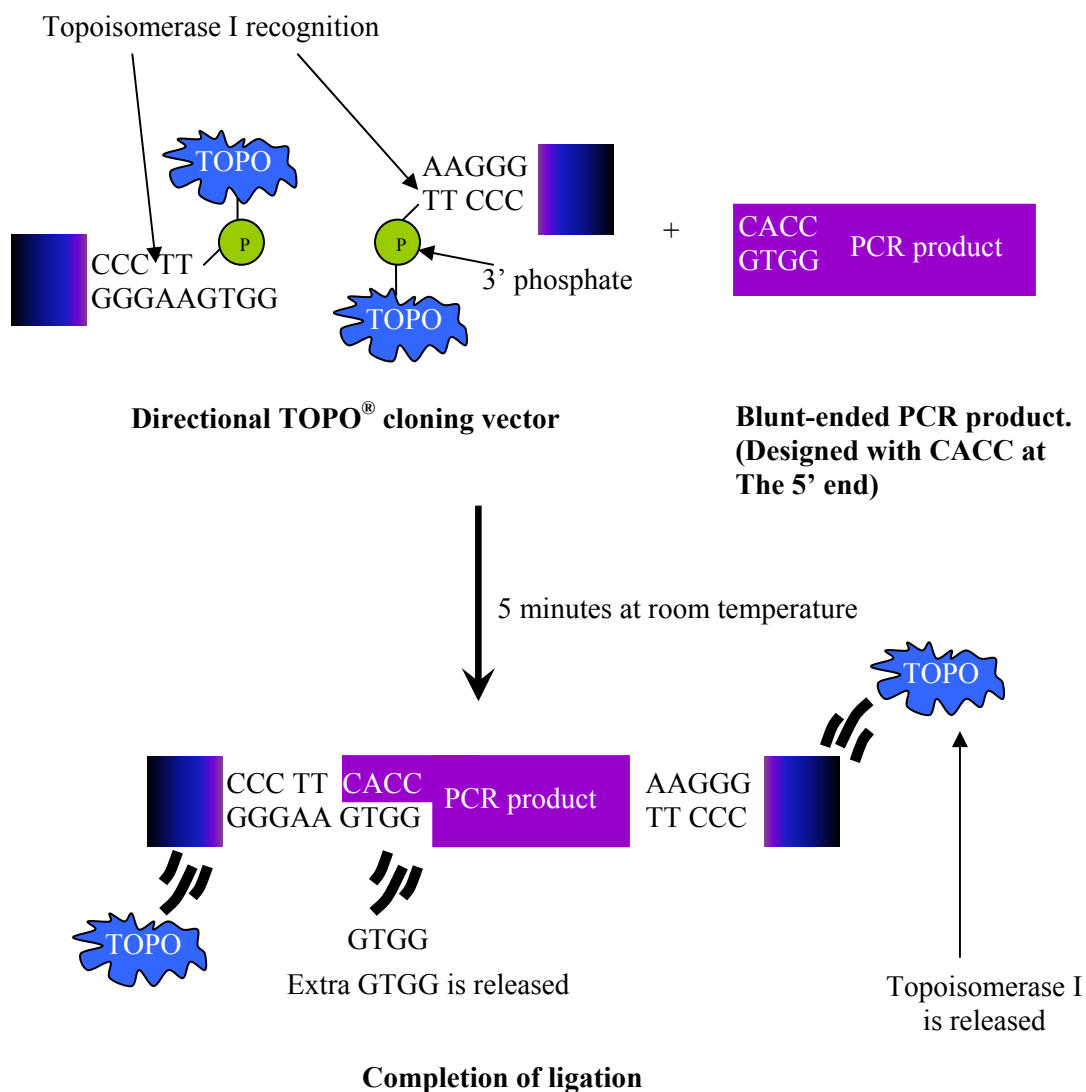 Topoisomerase I recognition
TOPO
P
CCC TT
GGGAAGTGG
AAGGG
TT CCC
P
3’ phosphate
TOPO
+
CACC
GTGG
PCR product
Directional TOPO® cloning vector
Blunt-ended PCR product.
(Designed with CACC at
The 5’ end)
5 minutes at room temperature
TOPO
CCC TT CACC
GGGAA GTGG
PCR product
AAGGG
TT CCC
TOPO
GTGG
Extra GTGG is released
Topoisomerase I
is released
Completion of ligation